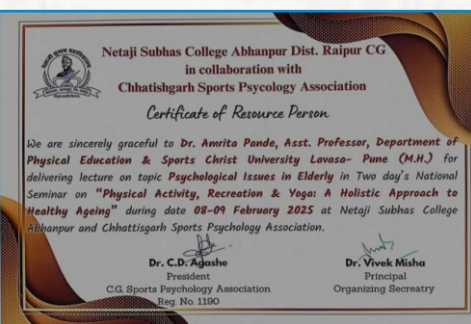 Netaji Subhas College Abhanpur Dist. Raipur CG
in collaboration with
Chhatishgarh Sports Psycology Association
Certificate of Resource Person
We are sincerely graceful to Dr. Amrita Pande, Asst. Professor, Department of
Physical Education & Sports Christ University Lavasa- Pune (M.H.) for
delivering lecture on topic Psychological Issues in Elderly in Two day's National
Seminar on "Physical Activity, Recreation & Yoga: A Holistic Approach to
Healthy Ageing" during date 08-09 February 2025 at Netaji Subhas College
Abhanpur and Chhattisgarh Sports Psychology Association.
Dr. C.D. Agashe
President
C.G. Sports Psychology Association
Reg. No. 1190
Dr. Vivek Misha
Principal
Organizing Secreatry